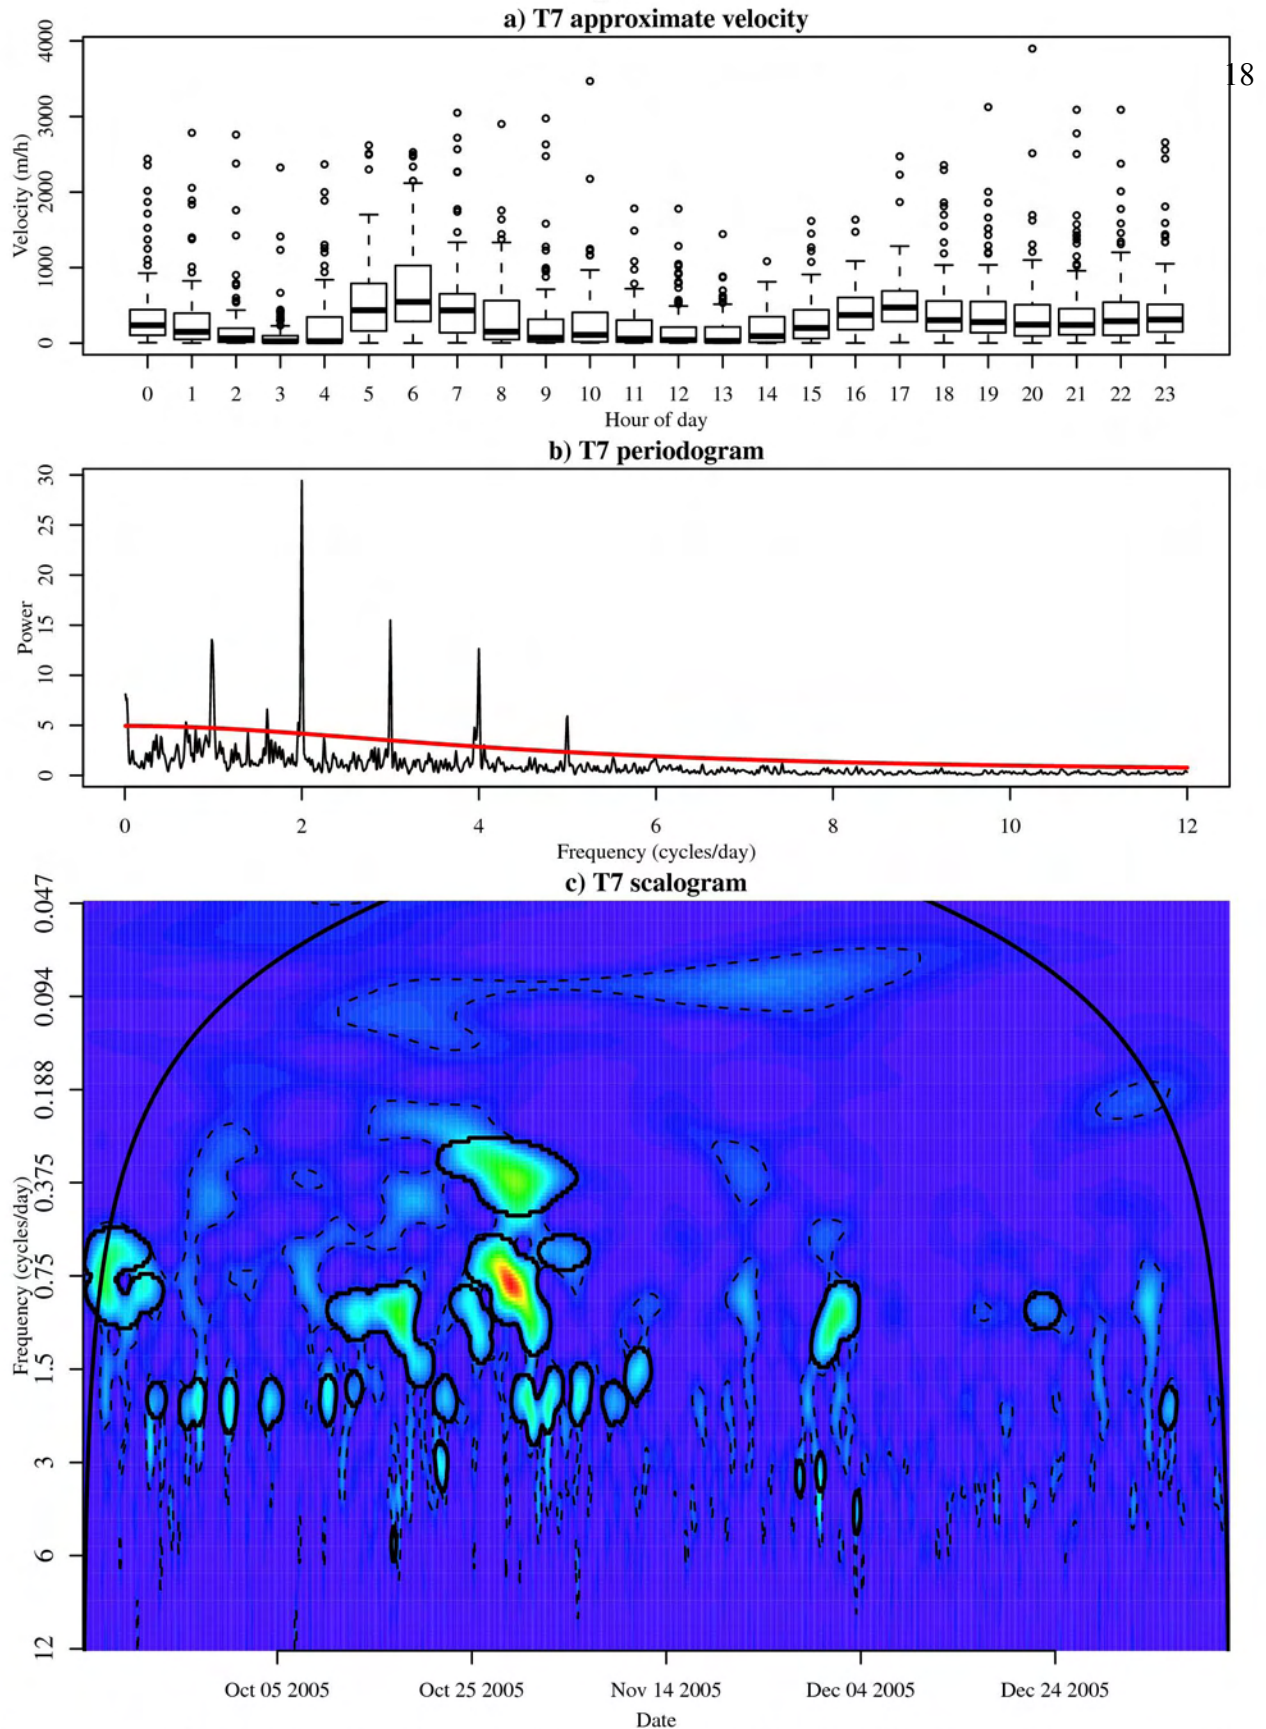 a) T7 approximate velocity
18
Velocity (m/h)
0 1000 2000 3000 4000
0 1 2 3 4 5 6 7 8 9 10 11 12 13 14 15 16 17 18 19 20 21 22 23
Hour of day
b) T7 periodogram
Power
0 5 10 15 20 25 30
0 2 4 6 8 10 12
Frequency (cycles/day)
c) T7 scalogram
Frequency (cycles/day)
0.047
0.094
0.188
0.375
0.75
1.5
3
6
12
Oct 05 2005 Oct 25 2005 Nov 14 2005 Dec 04 2005 Dec 24 2005
Date